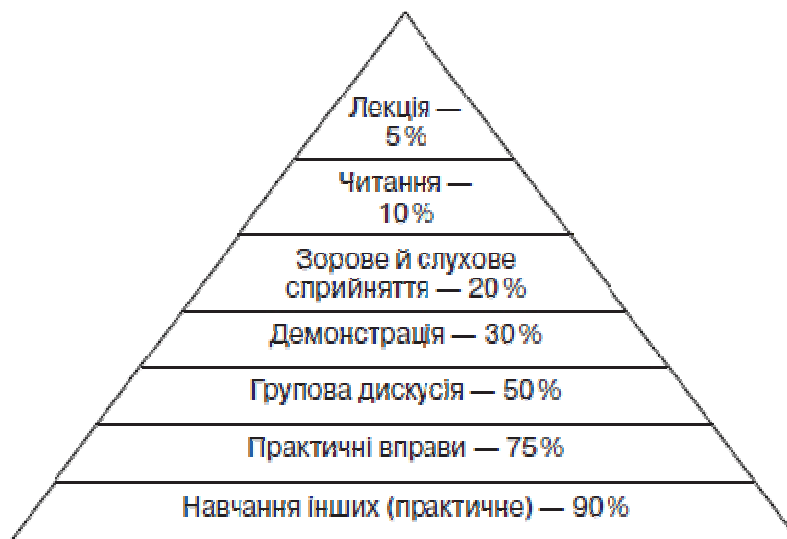 Лекція —
5%
Читання —
10%
Зорове й слухове
сприйняття — 20%
Демонстрація — 30%
Групова дискусія — 50%
Практичні вправи — 75%
Навчання інших (практичне) — 90%